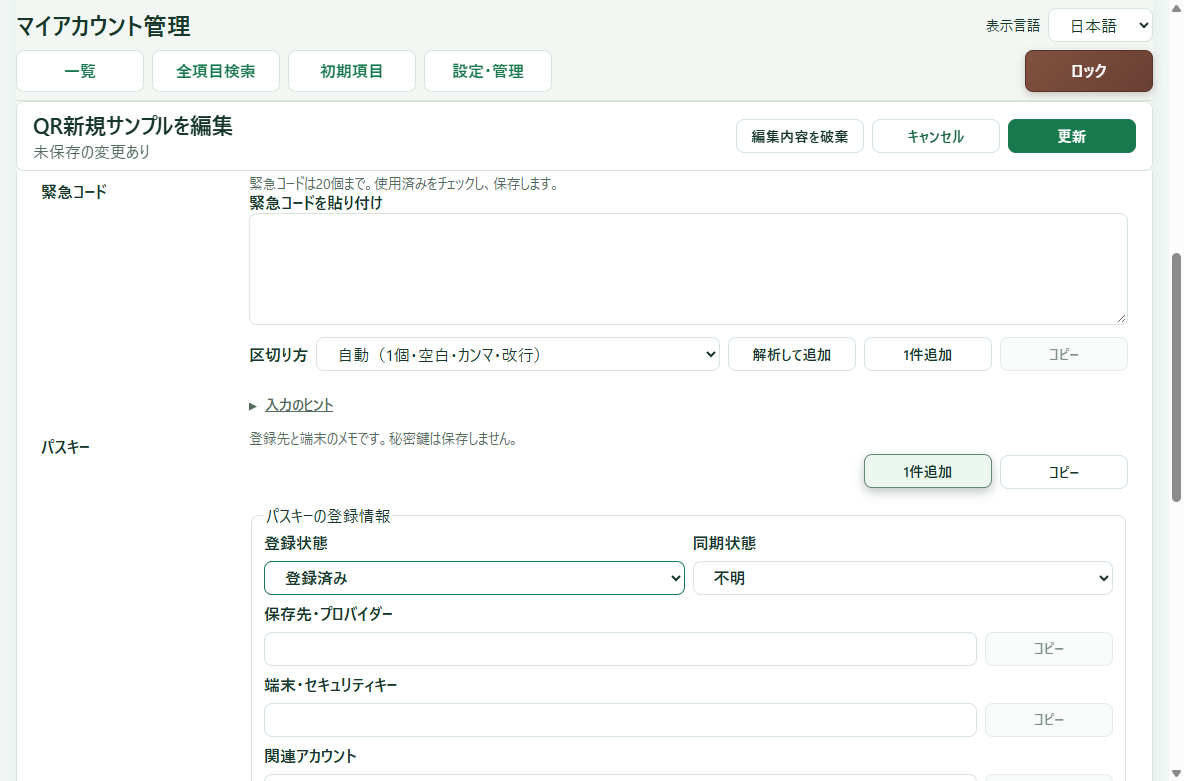 マイアカウント管理
表示言語 日本語
一覧 全項目検索 初期項目 設定・管理 ロック
QR新規サンプルを編集
未保存の変更あり
編集内容を破棄 キャンセル 更新
緊急コード
緊急コードは20個まで。使用済みをチェックし、保存します。
緊急コードを貼り付け
区切り方 自動（1個・空白・カンマ・改行） 解析して追加 1件追加 コピー
入力のヒント
パスキー
登録先と端末のメモです。秘密鍵は保存しません。
1件追加 コピー
パスキーの登録情報
登録状態 同期状態
登録済み 不明
保存先・プロバイダー
コピー
端末・セキュリティキー
コピー
関連アカウント